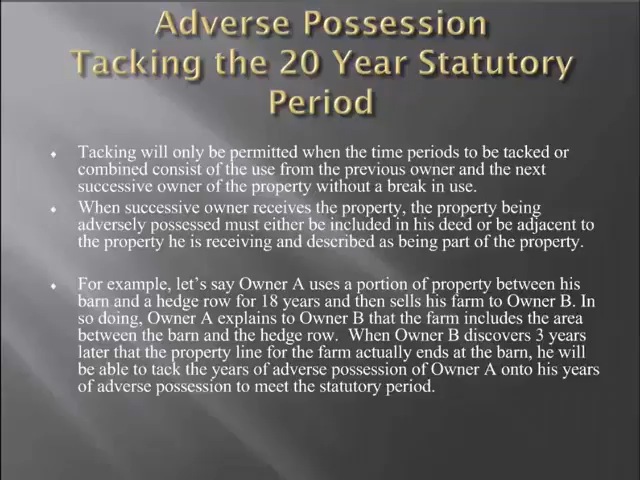 Adverse Possession
Tacking the 20 Year Statutory
Period
Tacking will only be permitted when the time periods to be tacked or
combined consist of the use from the previous owner and the next
successive owner of the property without a break in use.
When successive owner receives the property, the property being
adversely possessed must either be included in his deed or be adjacent to
the property he is receiving and described as being part of the property.
For example, let's say Owner A uses a portion of property between his
barn and a hedge row for 18 years and then sells his farm to Owner B. In
so doing, Owner A explains to Owner B that the farm includes the area
between the barn and the hedge row.  When Owner B discovers 3 years
later that the property line for the farm actually ends at the barn, he will
be able to tack the years of adverse possession of Owner A onto his years
of adverse possession to meet the statutory period.